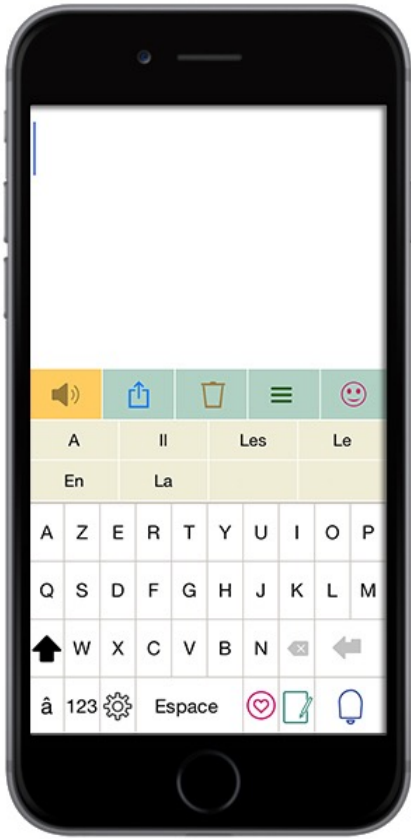 A Il Les Le
En La
A Z E R T Y U I O P
Q S D F G H J K L M
W X C V B N
â 123 Espace